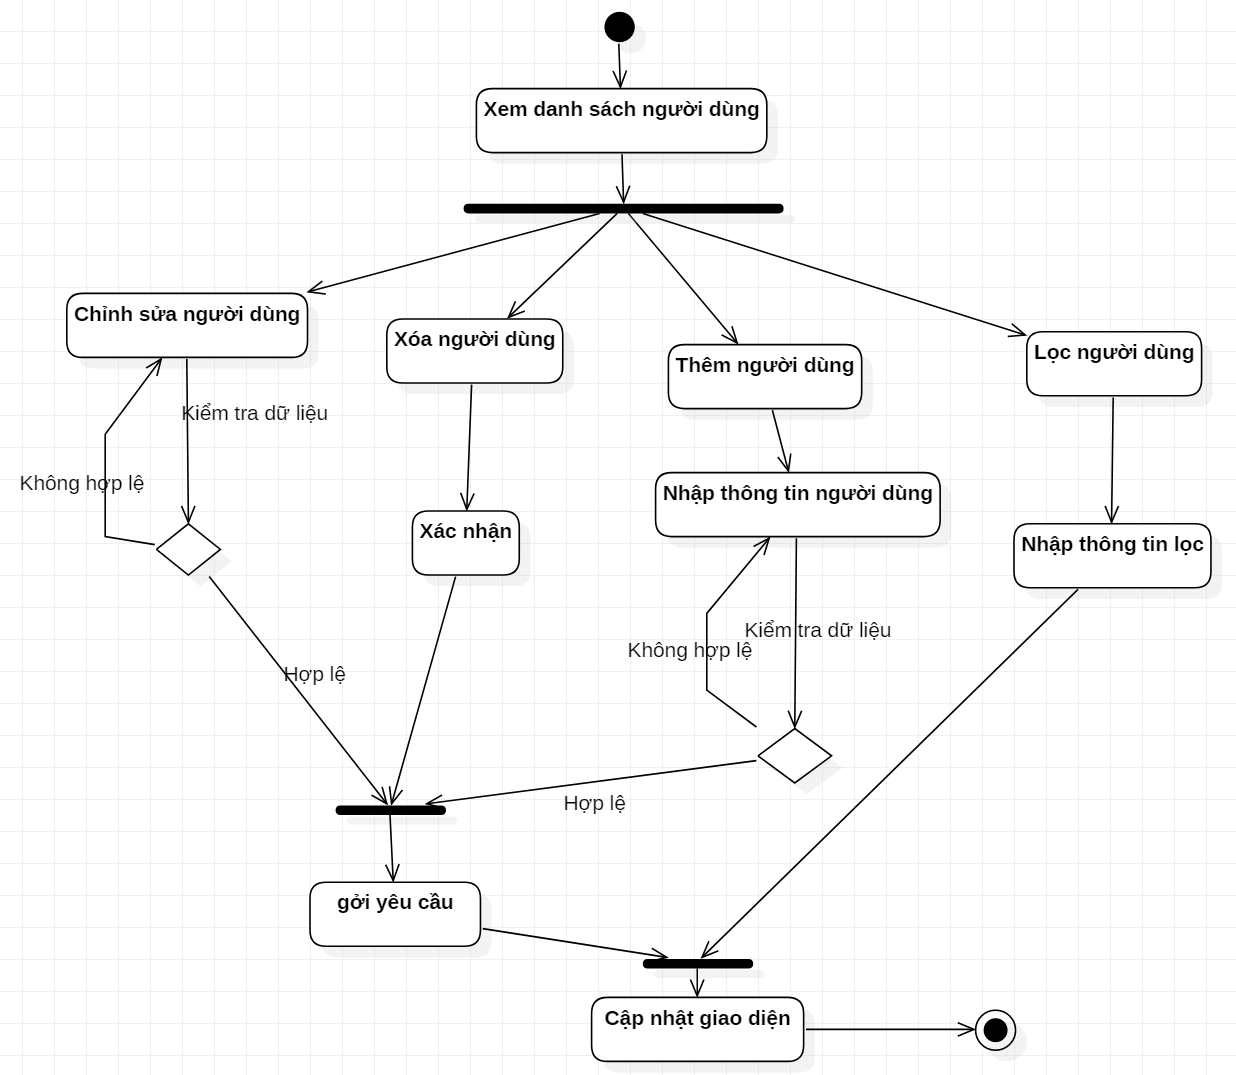 Xem danh sách người dùng
Chỉnh sửa người dùng
Xóa người dùng
Thêm người dùng
Lọc người dùng
Kiểm tra dữ liệu
Không hợp lệ
Xác nhận
Nhập thông tin người dùng
Nhập thông tin lọc
Kiểm tra dữ liệu
Không hợp lệ
Hợp lệ
Hợp lệ
gởi yêu cầu
Cập nhật giao diện